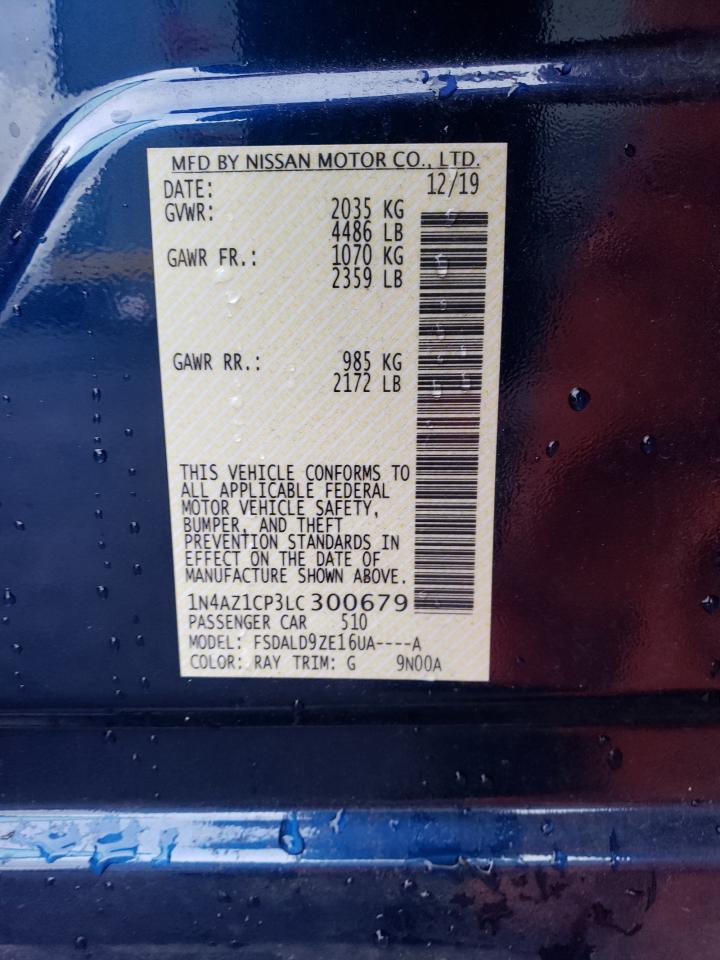 MFD BY NISSAN MOTOR CO., LTD.
DATE: 12/19
GVWR: 2035 KG
4486 LB
GAWR FR.: 1070 KG
2359 LB
GAWR RR.: 985 KG
2172 LB
THIS VEHICLE CONFORMS TO
ALL APPLICABLE FEDERAL
MOTOR VEHICLE SAFETY,
BUMPER, AND THEFT
PREVENTION STANDARDS IN
EFFECT ON THE DATE OF
MANUFACTURE SHOWN ABOVE.
1N4AZ1CP3LC300679
PASSENGER CAR 510
MODEL: FSDALD9ZE16UA----A
COLOR: RAY TRIM: G 9N00A